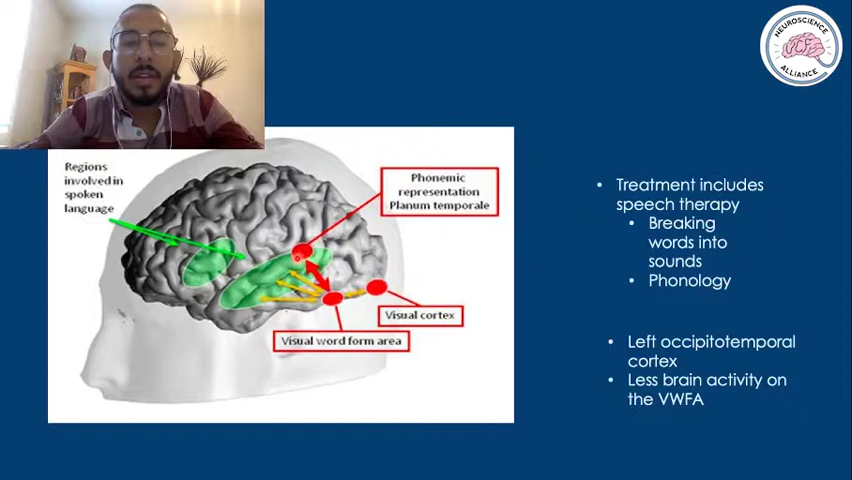 NEUROSCIENCE
ALLIANCE
Regions
involved in
spoken
language
Phonemic
representation
Planum temporale
Visual cortex
Visual word form area
• Treatment includes
speech therapy
• Breaking
words into
sounds
• Phonology
• Left occipitotemporal
cortex
• Less brain activity on
the VWFA